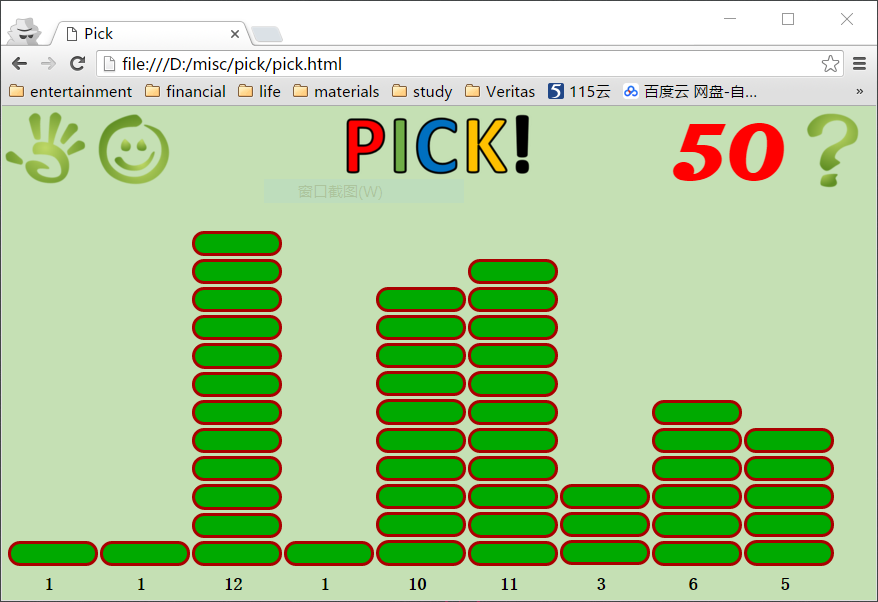 Pick
file:///D:/misc/pick/pick.html
entertainment financial life materials study Veritas 115云 百度云 网盘-自... »
PICK! 50 ?
窗口截图(W)
1 1 12 1 10 11 3 6 5